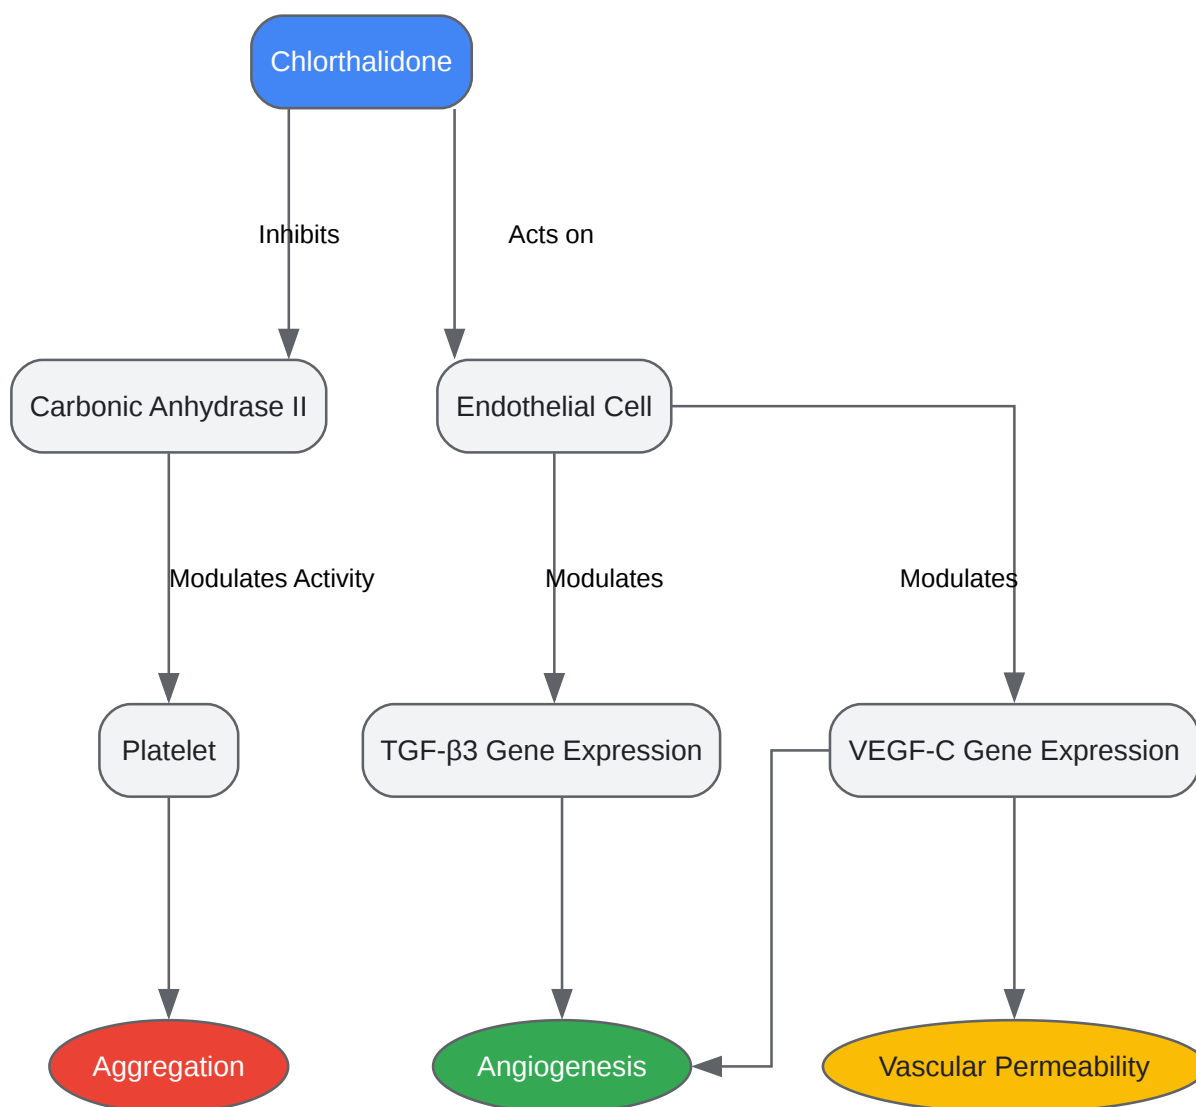 Chlorthalidone
Inhibits
Acts on
Carbonic Anhydrase II
Endothelial Cell
Modulates Activity
Modulates
Modulates
Platelet
TGF-β3 Gene Expression
VEGF-C Gene Expression
Aggregation
Angiogenesis
Vascular Permeability